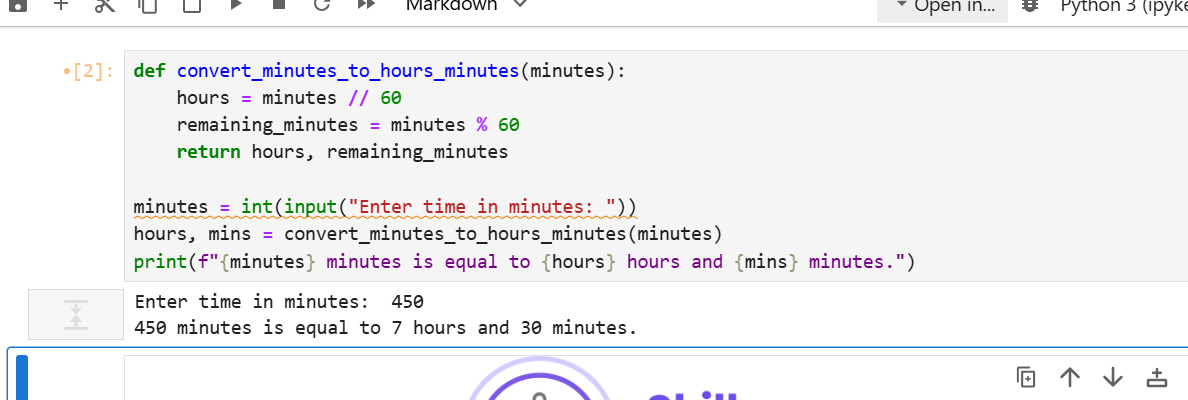 Markdown
Open in...
Python 3 (ipyke
[2]:
def convert_minutes_to_hours_minutes(minutes):
    hours = minutes // 60
    remaining_minutes = minutes % 60
    return hours, remaining_minutes
minutes = int(input("Enter time in minutes: "))
hours, mins = convert_minutes_to_hours_minutes(minutes)
print(f"{minutes} minutes is equal to {hours} hours and {mins} minutes.")
Enter time in minutes:  450
450 minutes is equal to 7 hours and 30 minutes.